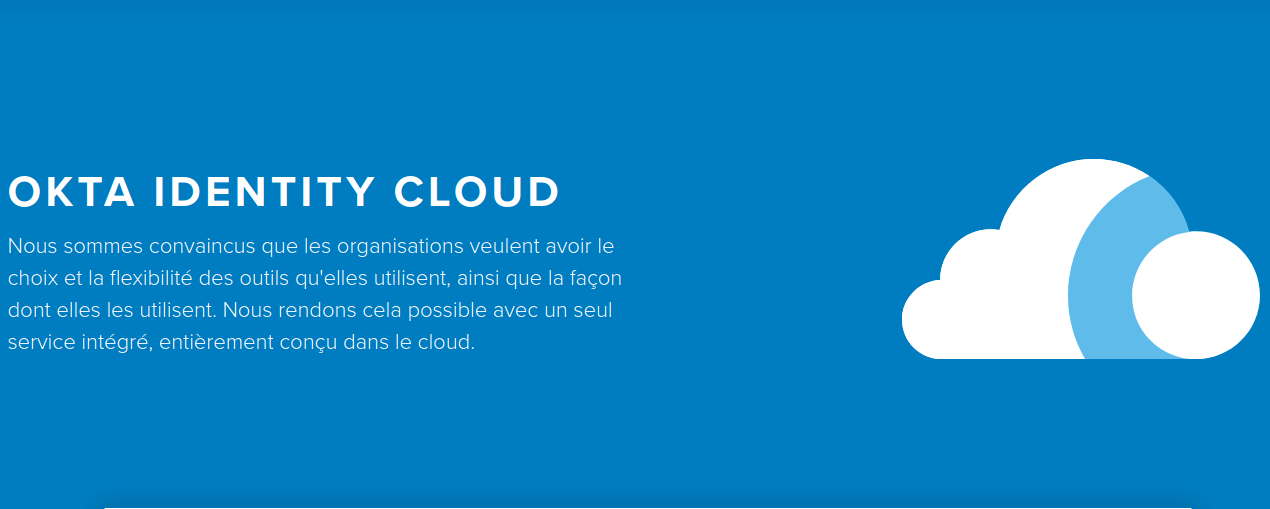 OKTA IDENTITY CLOUD
Nous sommes convaincus que les organisations veulent avoir le
choix et la flexibilité des outils qu'elles utilisent, ainsi que la façon
dont elles les utilisent. Nous rendons cela possible avec un seul
service intégré, entièrement conçu dans le cloud.